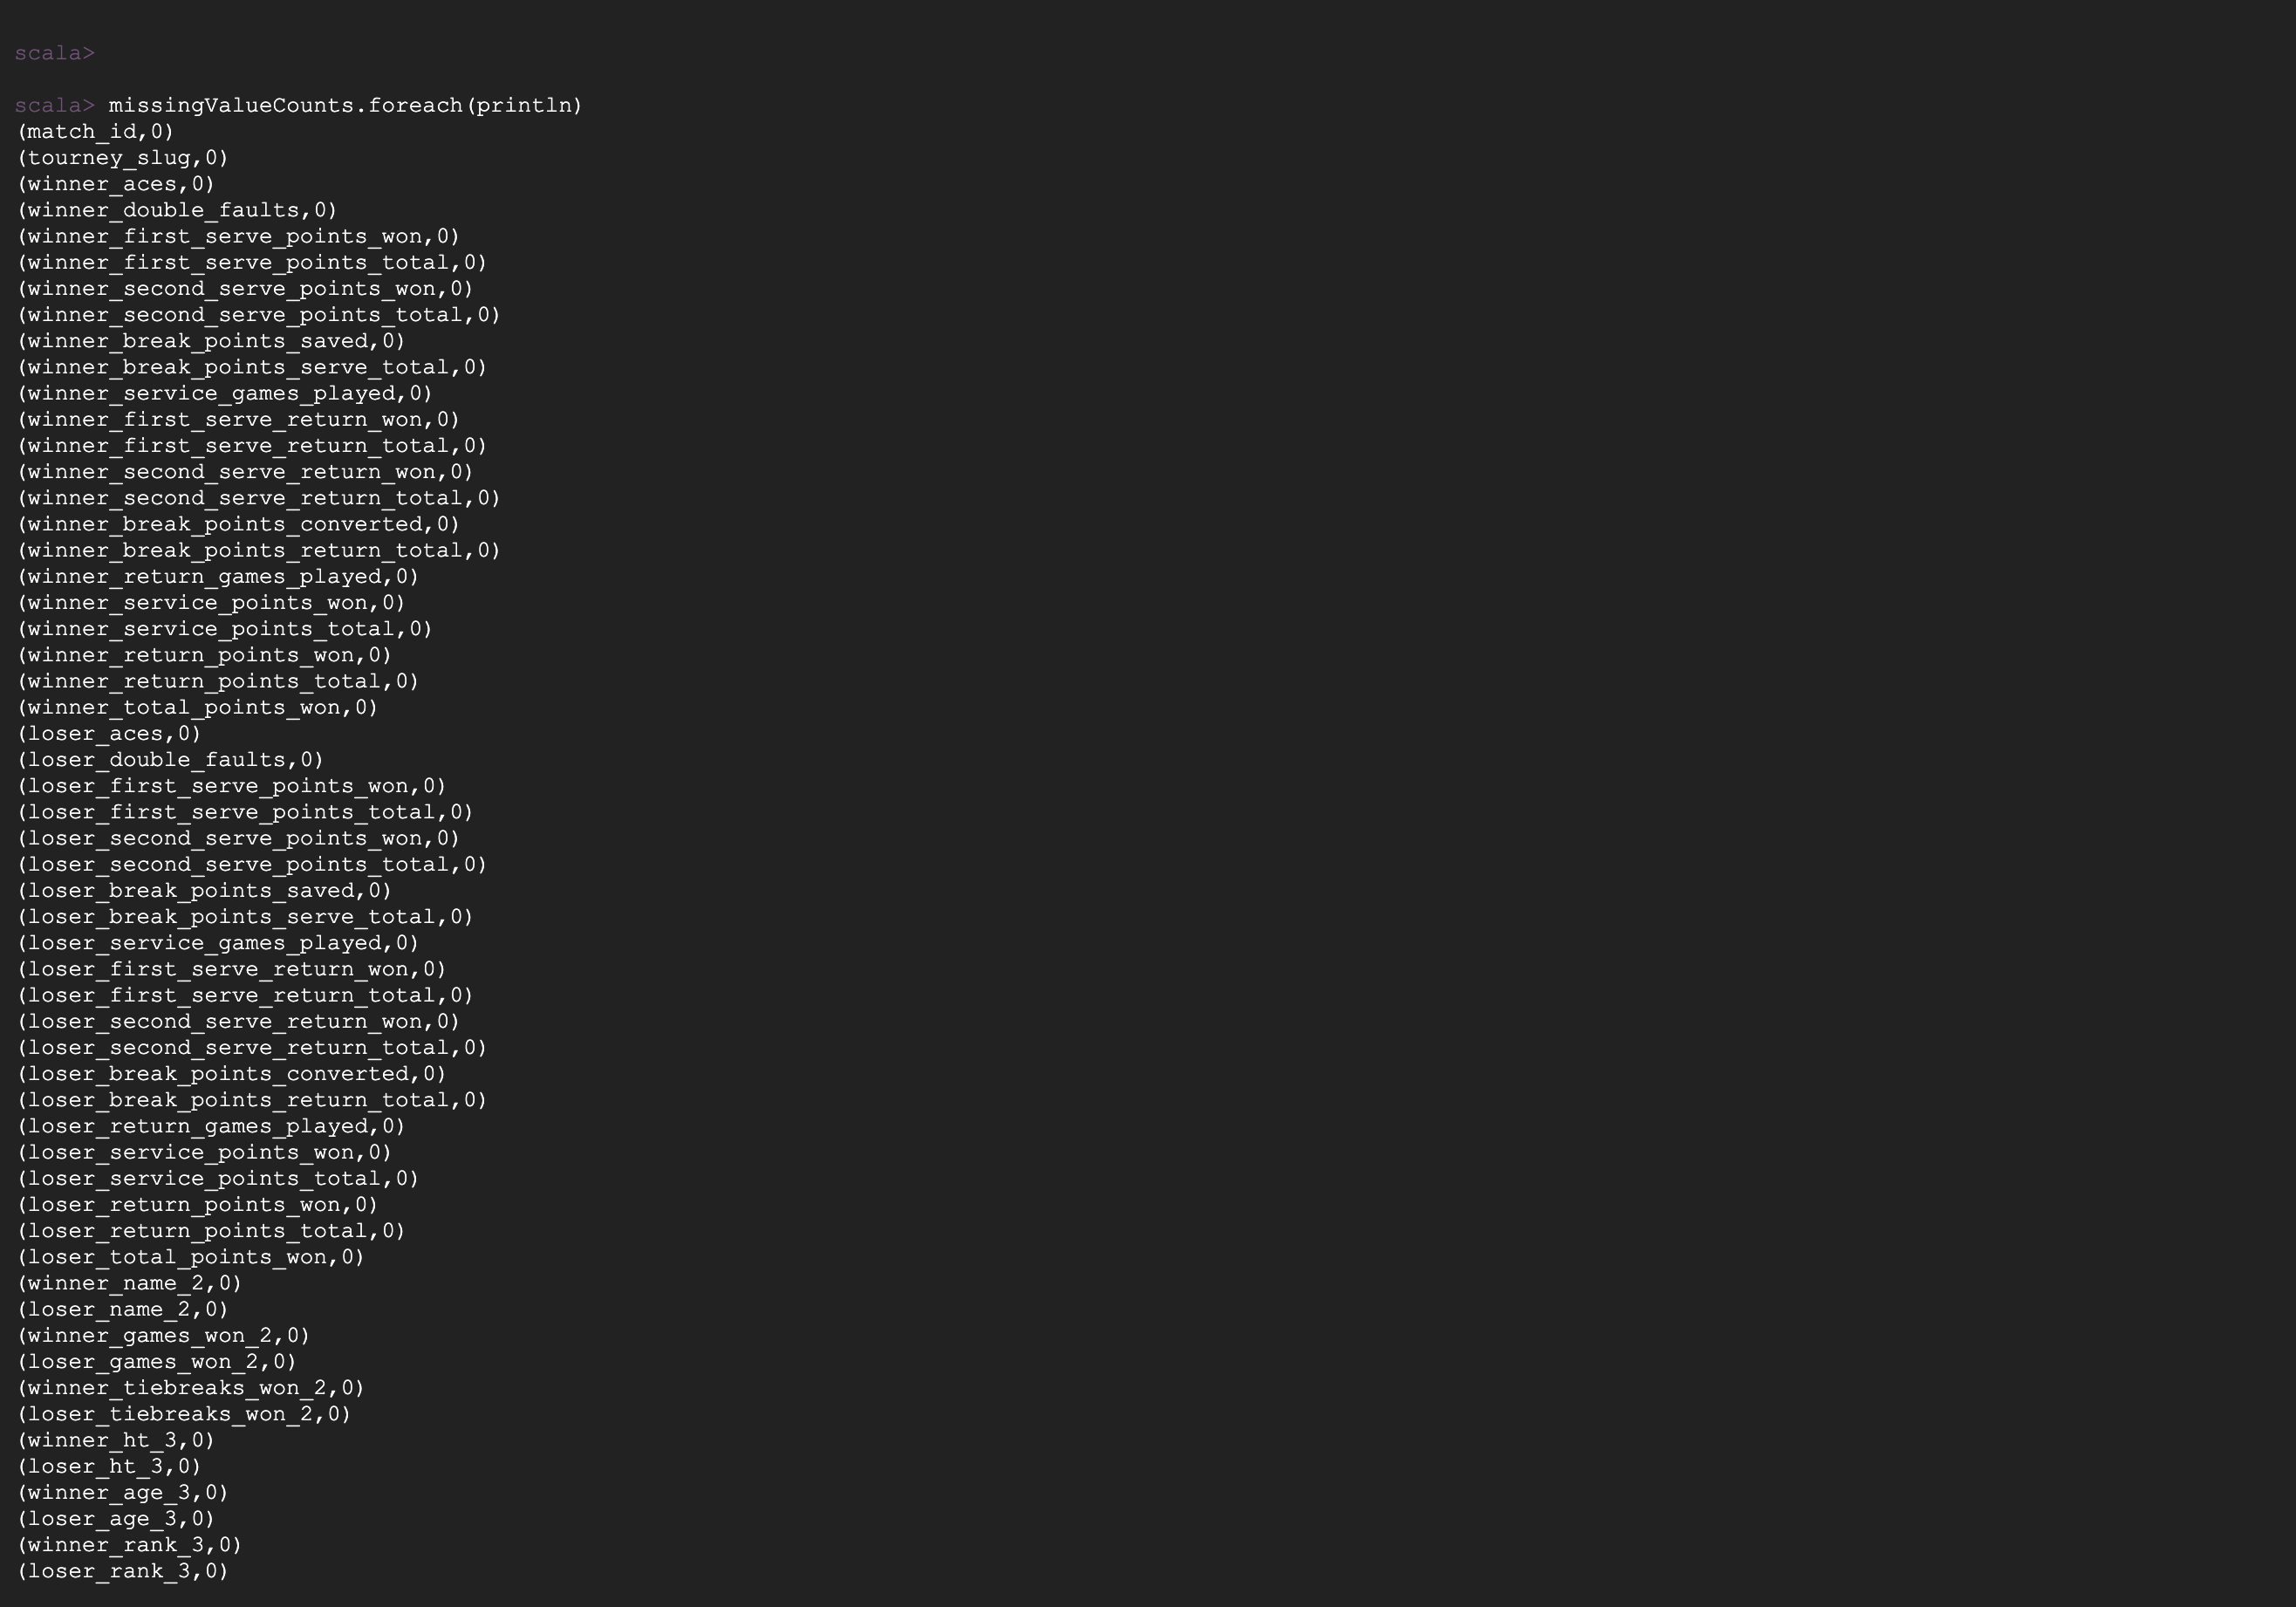 scala>
scala> missingValueCounts.foreach(println)
(match_id,0)
(tourney_slug,0)
(winner_aces,0)
(winner_double_faults,0)
(winner_first_serve_points_won,0)
(winner_first_serve_points_total,0)
(winner_second_serve_points_won,0)
(winner_second_serve_points_total,0)
(winner_break_points_saved,0)
(winner_break_points_serve_total,0)
(winner_service_games_played,0)
(winner_first_serve_return_won,0)
(winner_first_serve_return_total,0)
(winner_second_serve_return_won,0)
(winner_second_serve_return_total,0)
(winner_break_points_converted,0)
(winner_break_points_return_total,0)
(winner_return_games_played,0)
(winner_service_points_won,0)
(winner_service_points_total,0)
(winner_return_points_won,0)
(winner_return_points_total,0)
(winner_total_points_won,0)
(loser_aces,0)
(loser_double_faults,0)
(loser_first_serve_points_won,0)
(loser_first_serve_points_total,0)
(loser_second_serve_points_won,0)
(loser_second_serve_points_total,0)
(loser_break_points_saved,0)
(loser_break_points_serve_total,0)
(loser_service_games_played,0)
(loser_first_serve_return_won,0)
(loser_first_serve_return_total,0)
(loser_second_serve_return_won,0)
(loser_second_serve_return_total,0)
(loser_break_points_converted,0)
(loser_break_points_return_total,0)
(loser_return_games_played,0)
(loser_service_points_won,0)
(loser_service_points_total,0)
(loser_return_points_won,0)
(loser_return_points_total,0)
(loser_total_points_won,0)
(winner_name_2,0)
(loser_name_2,0)
(winner_games_won_2,0)
(loser_games_won_2,0)
(winner_tiebreaks_won_2,0)
(loser_tiebreaks_won_2,0)
(winner_ht_3,0)
(loser_ht_3,0)
(winner_age_3,0)
(loser_age_3,0)
(winner_rank_3,0)
(loser_rank_3,0)